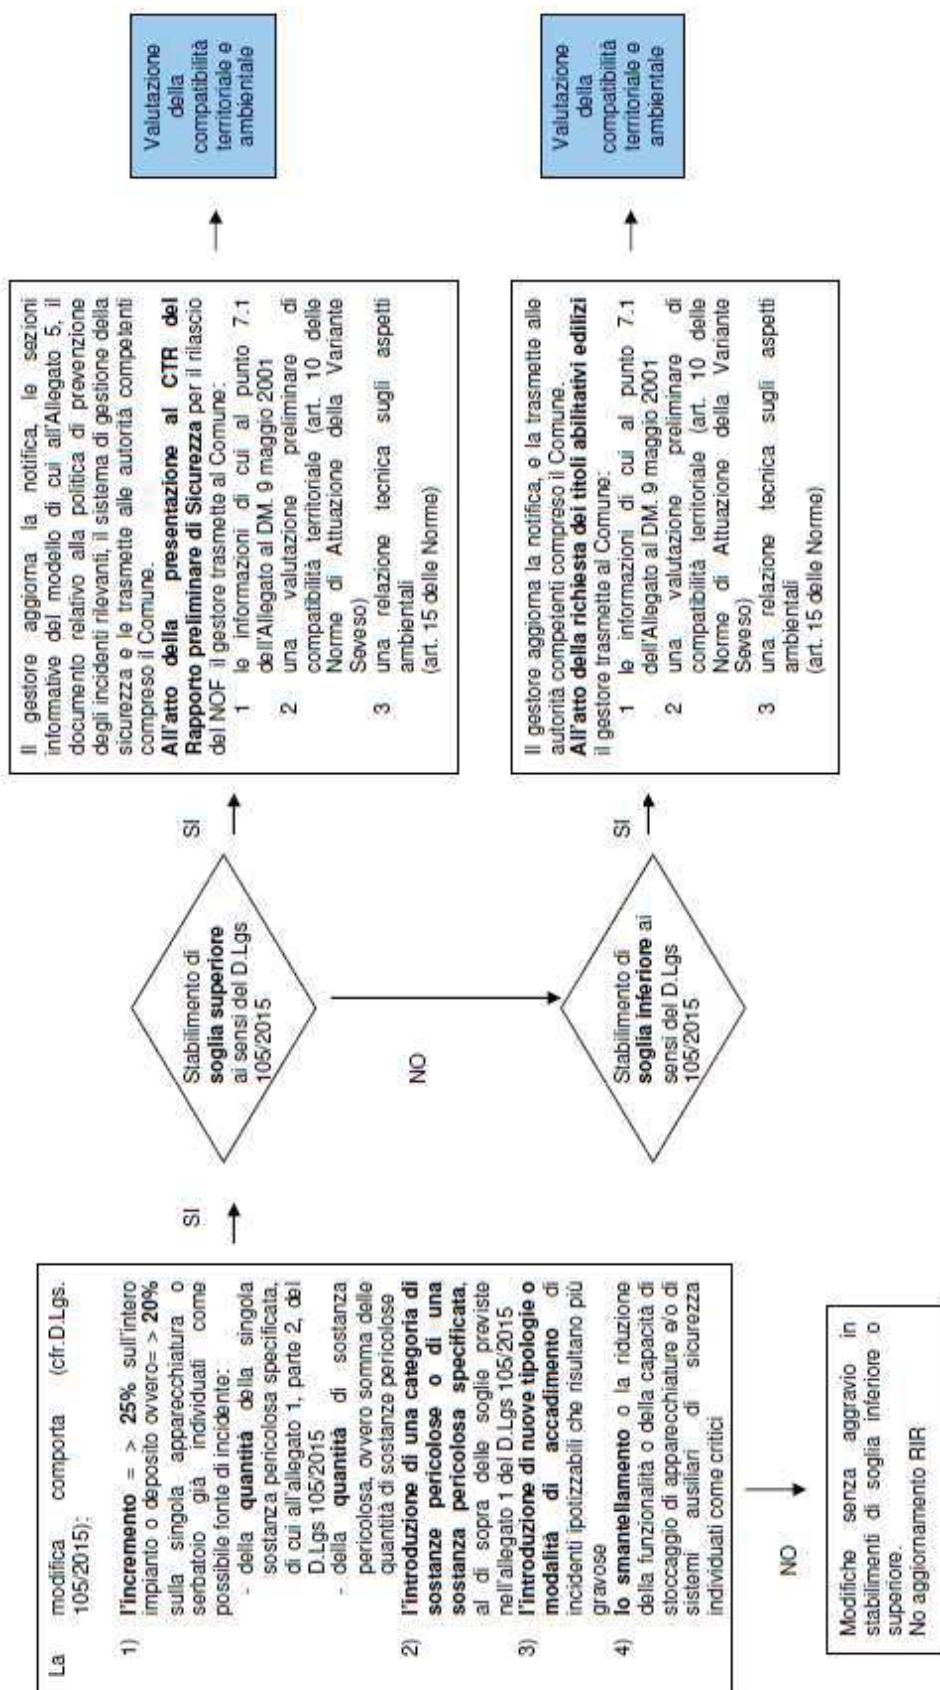 La modifica comporta (cfr.D.Lgs.
105/2015):
1) l'incremento = > 25% sull'intero
impianto o deposito ovvero= > 20%
sulla singola apparecchiatura o
serbatoio già individuati come
possibile fonte di incidente:
- della quantità della singola
sostanza pericolosa specificata,
di cui all'allegato 1, parte 2, del
D.Lgs 105/2015
- della quantità di sostanza
pericolosa, ovvero somma delle
quantità di sostanze pericolose
2) l'introduzione di una categoria di
sostanze pericolose o di una
sostanza pericolosa specificata,
al di sopra delle soglie previste
nell'allegato 1 del D.Lgs 105/2015
3) l'introduzione di nuove tipologie o
modalità di accadimento di
incidenti ipotizzabili che risultano più
gravose
4) lo smantellamento o la riduzione
della funzionalità o della capacità di
stoccaggio di apparecchiature e/o di
sistemi ausiliari di sicurezza
individuati come critici
NO
Modifiche senza aggravio in
stabilimenti di soglia inferiore o
superiore.
No aggiornamento RIR
SI
Stabilimento di
soglia superiore
ai sensi del D.Lgs
105/2015
NO
Stabilimento di
soglia inferiore ai
sensi del D.Lgs
105/2015
SI
Il gestore aggiorna la notifica, le sezioni
informative del modello di cui all'Allegato 5, il
documento relativo alla politica di prevenzione
degli incidenti rilevanti, il sistema di gestione della
sicurezza e le trasmette alle autorità competenti
compreso il Comune.
All'atto della presentazione al CTR del
Rapporto preliminare di Sicurezza per il rilascio
del NOF il gestore trasmette al Comune:
1 le informazioni di cui al punto 7.1
dell'Allegato al DM. 9 maggio 2001
2 una valutazione preliminare di
compatibilità territoriale (art. 10 delle
Norme di Attuazione della Variante
Seveso)
3 una relazione tecnica sugli aspetti
ambientali
(art. 15 delle Norme)
Valutazione
della
compatibilità
territoriale e
ambientale
SI
Il gestore aggiorna la notifica, e la trasmette alle
autorità competenti compreso il Comune.
All'atto della richiesta dei titoli abilitativi edilizi
il gestore trasmette al Comune:
1 le informazioni di cui al punto 7.1
dell'Allegato al DM. 9 maggio 2001
2 una valutazione preliminare di
compatibilità territoriale (art. 10 delle
Norme di Attuazione della Variante
Seveso)
3 una relazione tecnica sugli aspetti
ambientali
(art. 15 delle Norme)
Valutazione
della
compatibilità
territoriale e
ambientale